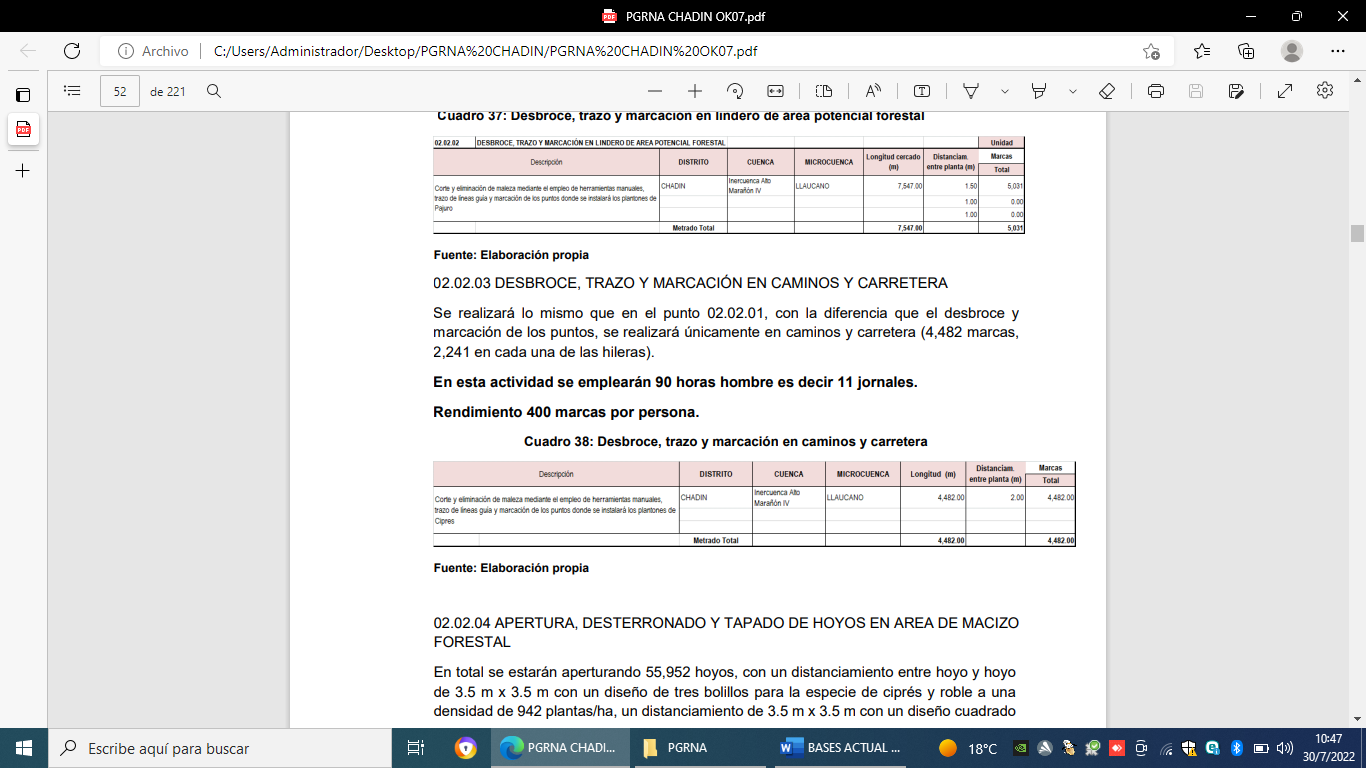 PGRNA CHADIN OK07.pdf
Archivo
C:/Users/Administrador/Desktop/PGRNA%20CHADIN/PGRNA%20CHADIN%20OK07.pdf
52 de 221
Cuadro 37: Desbroce, trazo y marcación en lindero de área potencial forestal
02.02.02 DESBROCE, TRAZO Y MARCACIÓN EN LINDERO DE AREA POTENCIAL FORESTAL Unidad
Descripción DISTRITO CUENCA MICROCUENCA Longitud cercado (m) Distanciam. entre planta (m) Marcas
Total
Corte y eliminación de maleza mediante el empleo de herramientas manuales, trazo de líneas guia y marcación de los puntos donde se instalará los plantones de Pajuro CHADIN Inercuenca Alto Marañón IV LLAUCANO 7,547.00 1.50 5,031
1.00 0.00
1.00 0.00
Metrado Total 7,547.00 5,031
Fuente: Elaboración propia
02.02.03 DESBROCE, TRAZO Y MARCACIÓN EN CAMINOS Y CARRETERA
Se realizará lo mismo que en el punto 02.02.01, con la diferencia que el desbroce y
marcación de los puntos, se realizará únicamente en caminos y carretera (4,482 marcas,
2,241 en cada una de las hileras).
En esta actividad se emplearán 90 horas hombre es decir 11 jornales.
Rendimiento 400 marcas por persona.
Cuadro 38: Desbroce, trazo y marcación en caminos y carretera
Descripción DISTRITO CUENCA MICROCUENCA Longitud (m) Distanciam. entre planta (m) Marcas
Total
Corte y eliminación de maleza mediante el empleo de herramientas manuales, trazo de líneas guia y marcación de los puntos donde se instalará los plantones de Cipres CHADIN Inercuenca Alto Marañón IV LLAUCANO 4,482.00 2.00 4,482.00
Metrado Total 4,482.00 4,482.00
Fuente: Elaboración propia
02.02.04 APERTURA, DESTERRONADO Y TAPADO DE HOYOS EN AREA DE MACIZO
FORESTAL
En total se estarán aperturando 55,952 hoyos, con un distanciamiento entre hoyo y hoyo
de 3.5 m x 3.5 m con un diseño de tres bolillos para la especie de ciprés y roble a una
densidad de 942 plantas/ha, un distanciamiento de 3.5 m x 3.5 m con un diseño cuadrado
Escribe aquí para buscar
PGRNA CHADI...
PGRNA
BASES ACTUAL ...
18°C
10:47
30/7/2022